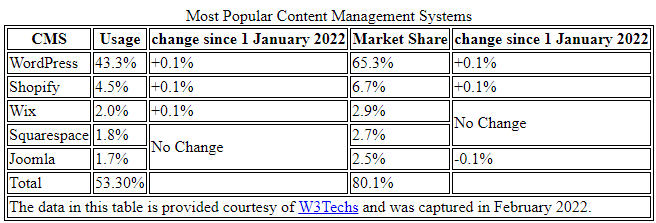 Most Popular Content Management Systems
CMS Usage change since 1 January 2022 Market Share change since 1 January 2022
WordPress 43.3% +0.1% 65.3% +0.1%
Shopify 4.5% +0.1% 6.7% +0.1%
Wix 2.0% +0.1% 2.9% No Change
Squarespace 1.8% No Change 2.7%
Joomla 1.7% 2.5% -0.1%
Total 53.30% 80.1%
The data in this table is provided courtesy of W3Techs and was captured in February 2022.